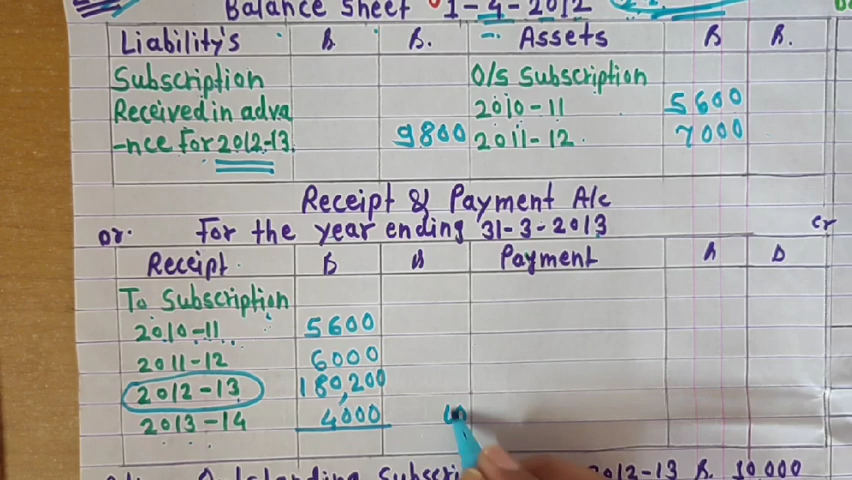 Balance Sheet 1-4-2012
Liability's ₨. ₨. Assets ₨ ₨.
Subscription O/s Subscription
Received in adva 2010-11 5600
-nce For 2012-13 9800 2011-12. 7000
Receipt & Payment A/c
Dr. For the year ending 31-3-2013 Cr
Receipt. ₨ ₨ Payment ₨ ₨
To Subscription
2010-11 5600
2011-12 6000
2012-13 180,200
2013-14 4000
2012-13 ₨. 10000